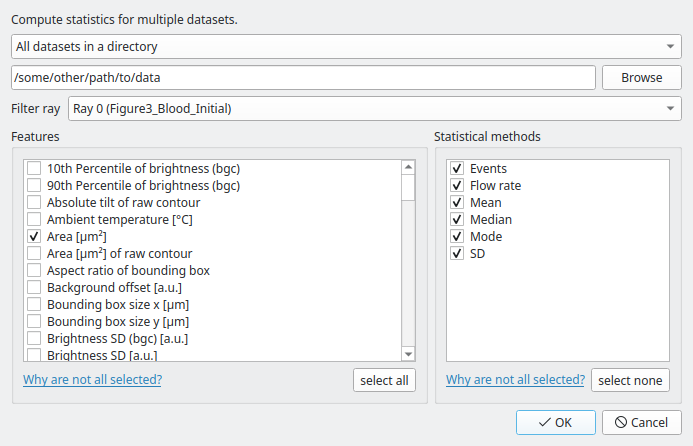 Compute statistics for multiple datasets.
All datasets in a directory
/some/other/path/to/data
Browse
Filter ray
Ray 0 (Figure3_Blood_Initial)
Features
10th Percentile of brightness (bgc)
90th Percentile of brightness (bgc)
Absolute tilt of raw contour
Ambient temperature [°C]
Area [µm²]
Area [µm²] of raw contour
Aspect ratio of bounding box
Background offset [a.u.]
Bounding box size x [µm]
Bounding box size y [µm]
Brightness SD (bgc) [a.u.]
Brightness SD [a.u.]
Why are not all selected?
select all
Statistical methods
Events
Flow rate
Mean
Median
Mode
SD
Why are not all selected?
select none
OK
Cancel